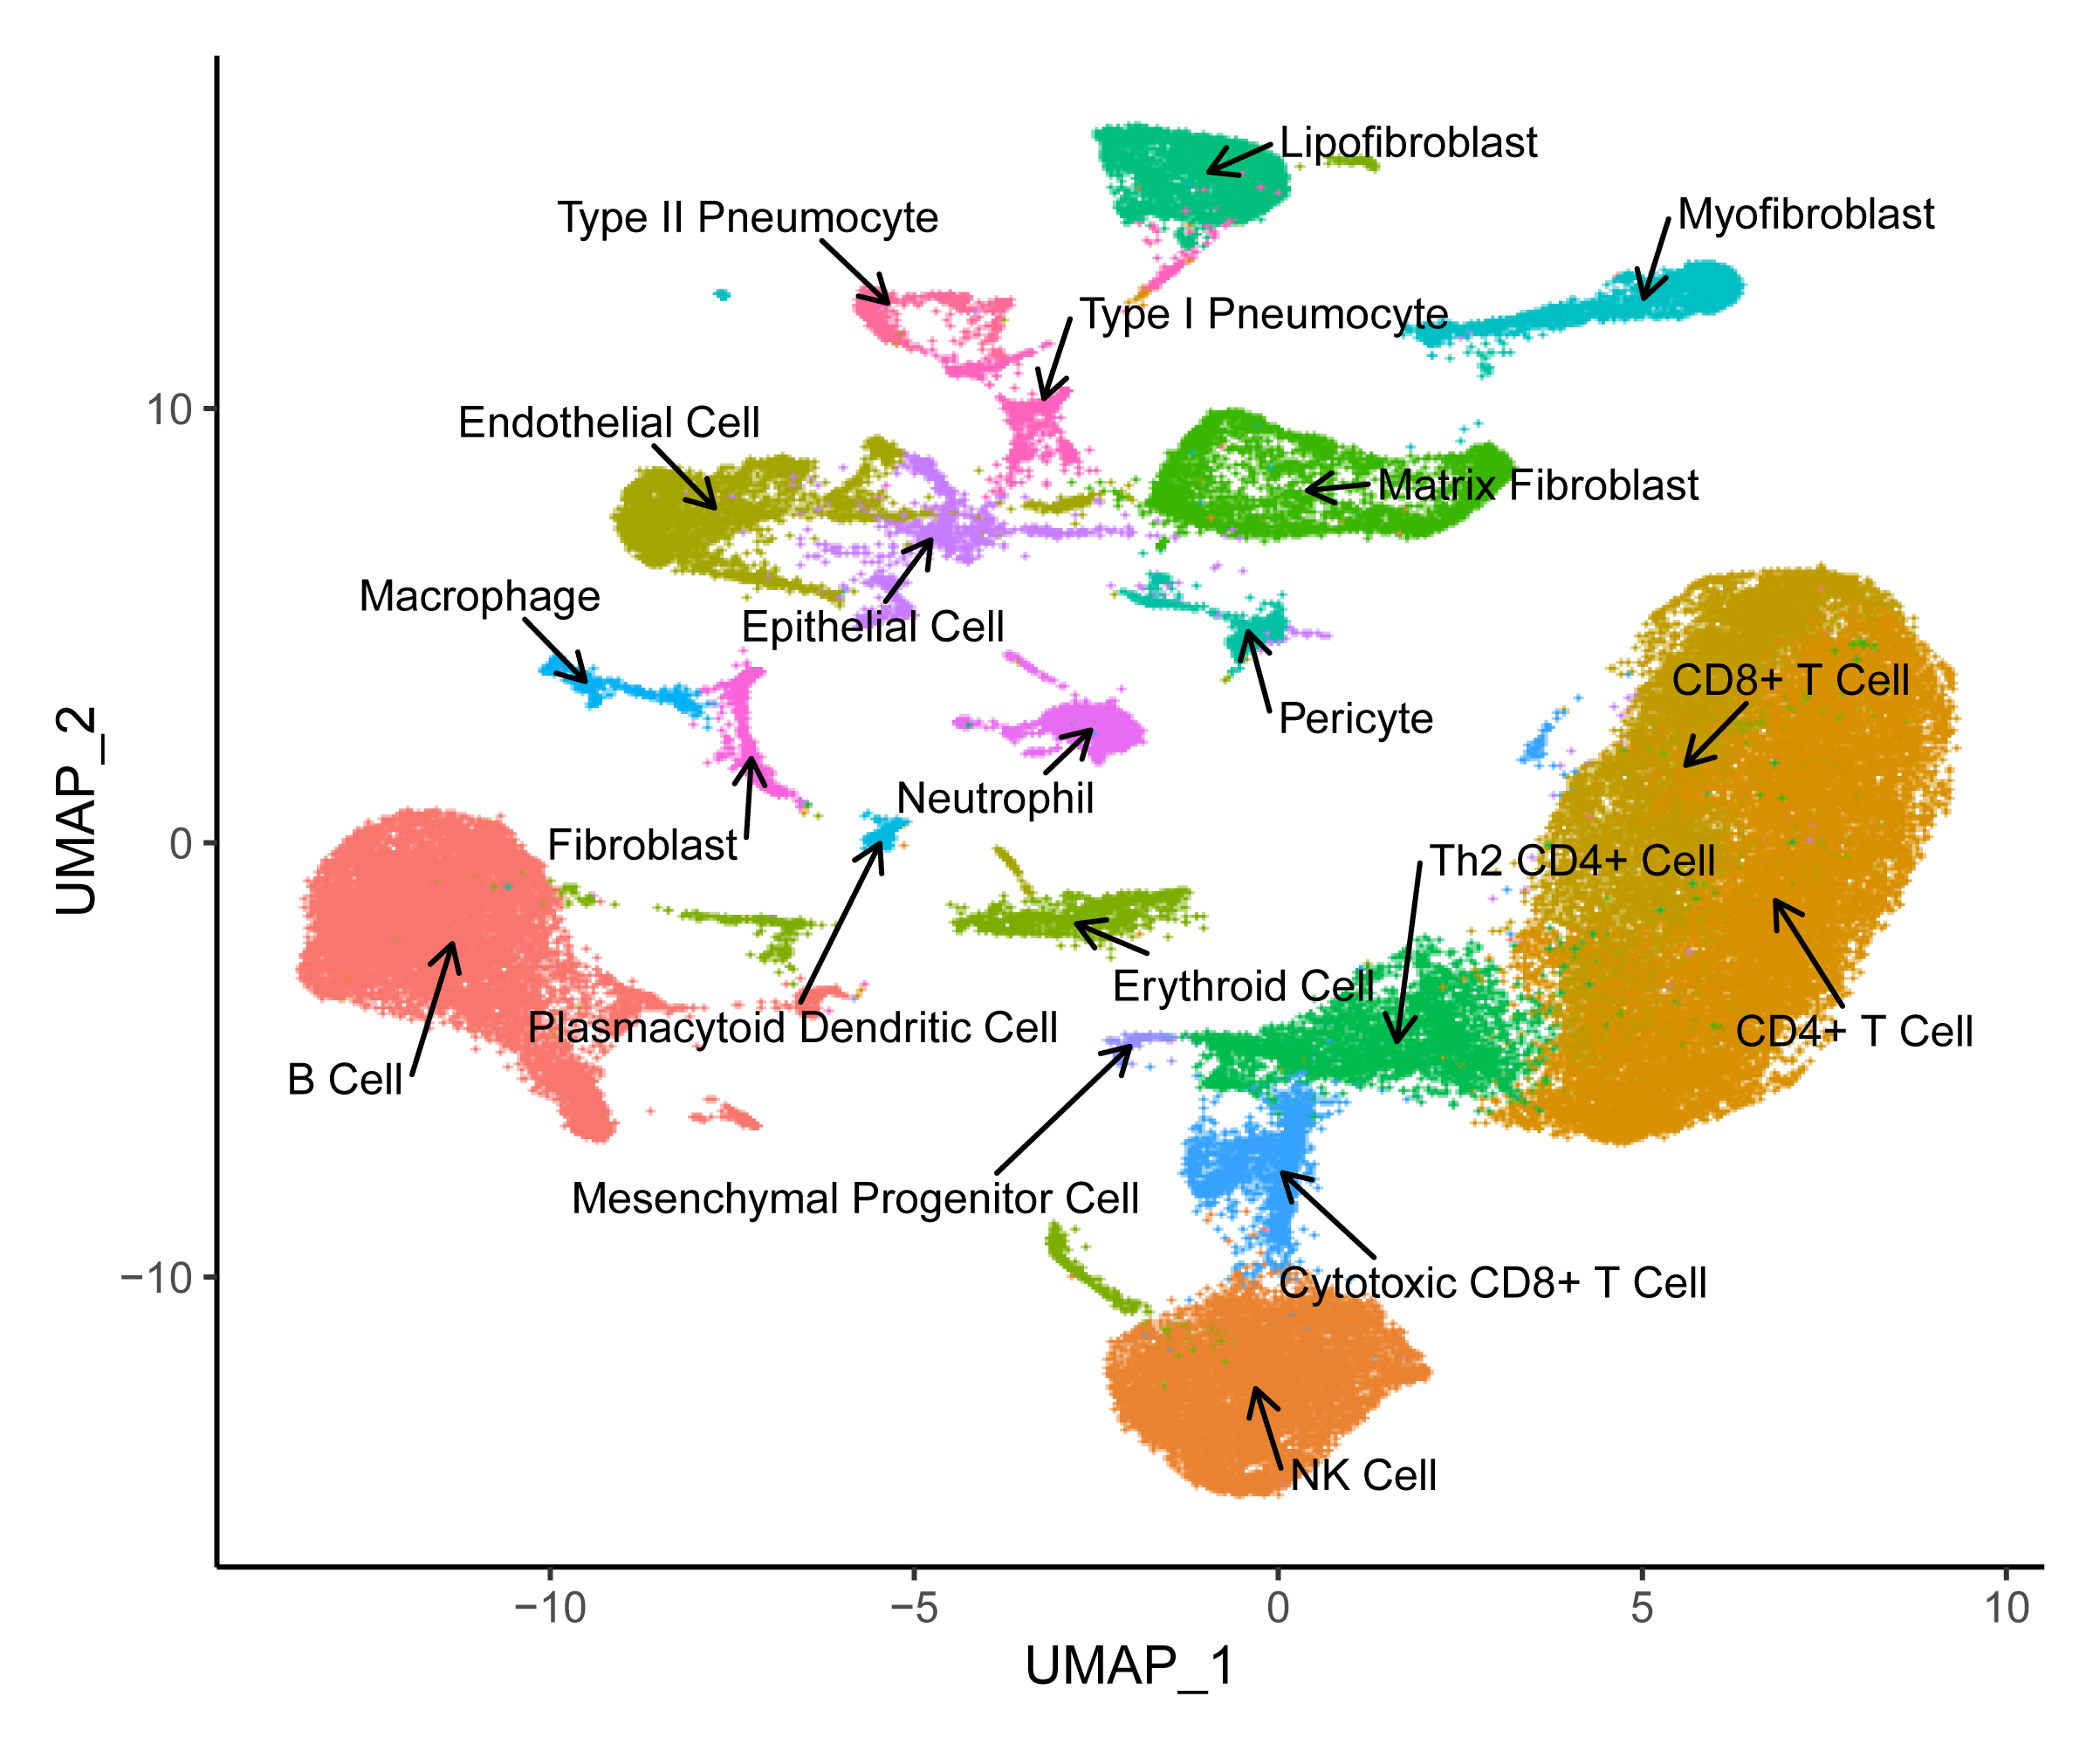 Lipofibroblast
Type II Pneumocyte
Myofibroblast
Type I Pneumocyte
10
Endothelial Cell
Matrix Fibroblast
Macrophage
Epithelial Cell
CD8+ T Cell
Pericyte
UMAP_2
Neutrophil
0
Fibroblast
Th2 CD4+ Cell
Erythroid Cell
Plasmacytoid Dendritic Cell
CD4+ T Cell
B Cell
Mesenchymal Progenitor Cell
−10
Cytotoxic CD8+ T Cell
NK Cell
−10
−5
0
5
10
UMAP_1